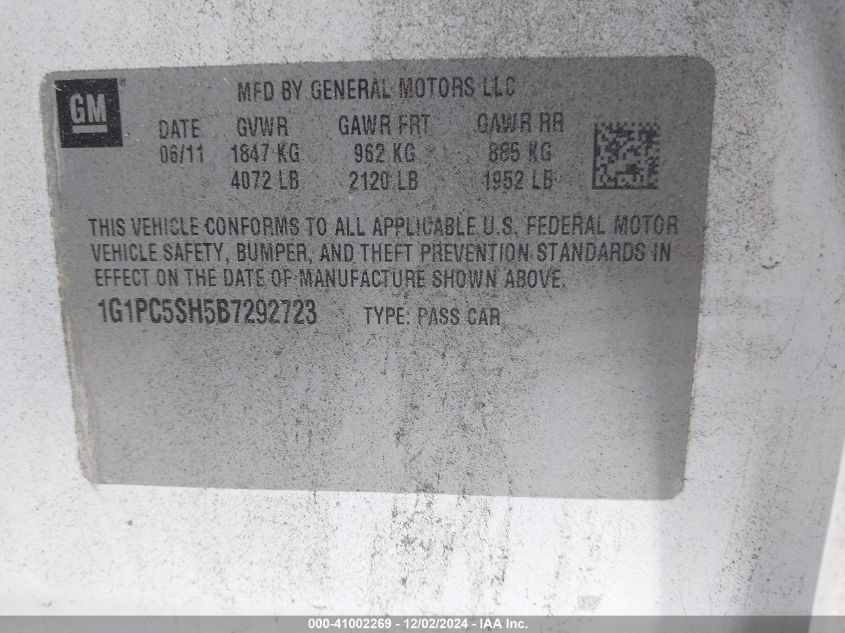 GM ®
MFD BY GENERAL MOTORS LLC
DATE GVWR GAWR FRT GAWR RR
06/11 1847 KG 962 KG 885 KG
4072 LB 2120 LB 1952 LB
THIS VEHICLE CONFORMS TO ALL APPLICABLE U.S. FEDERAL MOTOR
VEHICLE SAFETY, BUMPER, AND THEFT PREVENTION STANDARDS IN
EFFECT ON THE DATE OF MANUFACTURE SHOWN ABOVE.
1G1PC5SH5B7292723 TYPE: PASS CAR
000-41002269 - 12/02/2024 - IAA Inc.